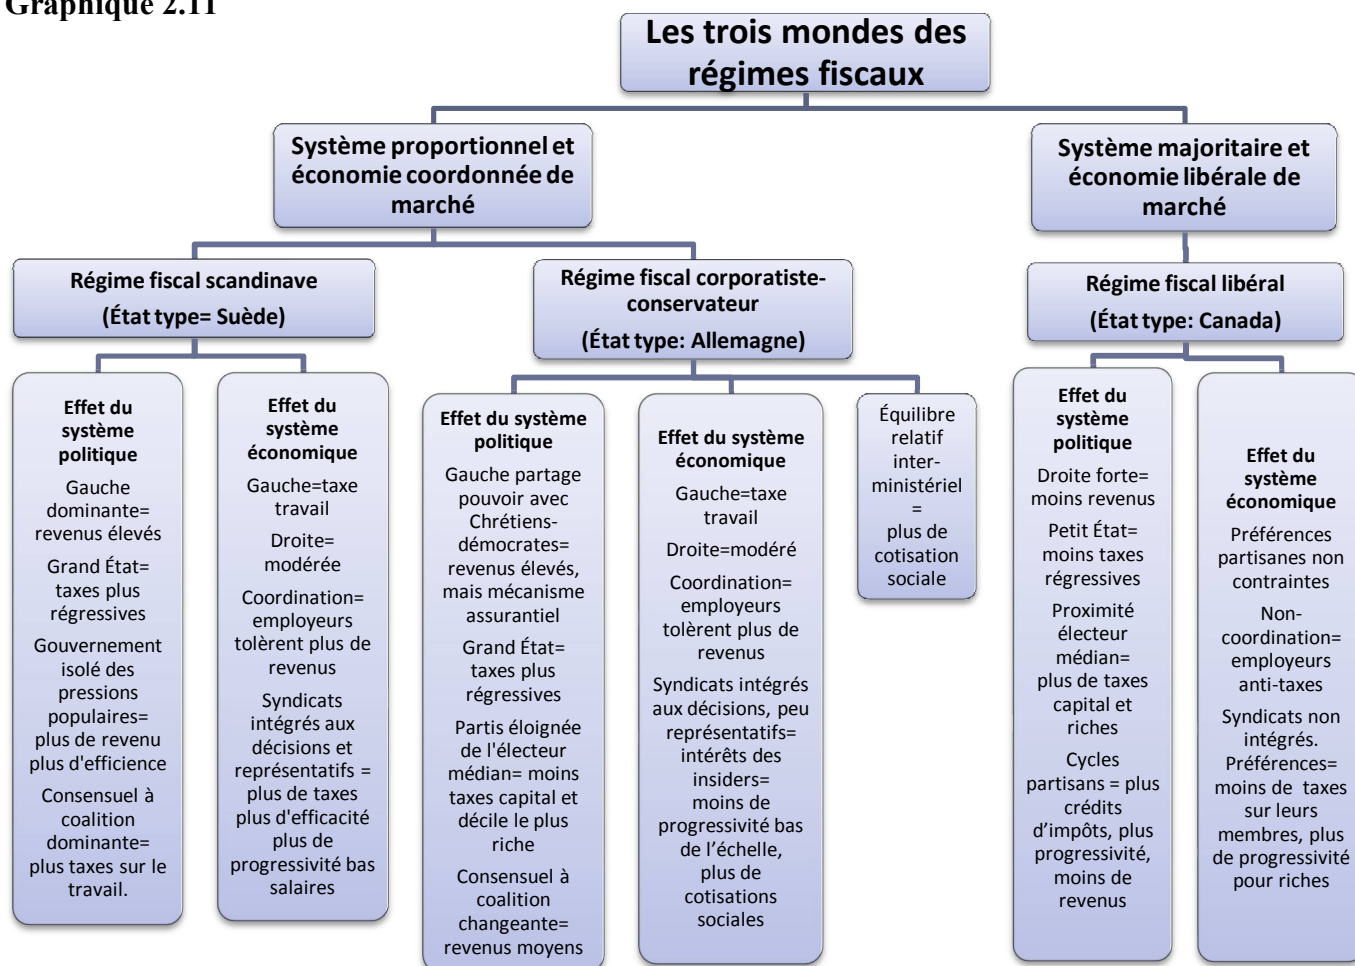 Graphique 2.11
Les trois mondes des
régimes fiscaux
Système proportionnel et
économie coordonnée de
marché
Système majoritaire et
économie libérale de
marché
Régime fiscal scandinave
(État type= Suède)
Régime fiscal corporatiste-
conservateur
(État type: Allemagne)
Régime fiscal libéral
(État type: Canada)
Effet du
système
politique
Gauche
dominante=
revenus élevés
Grand État=
taxes plus
régressives
Gouvernement
isolé des
pressions
populaires=
plus de revenu
plus d'efficience
Consensuel à
coalition
dominante=
plus taxes sur le
travail.
Effet du
système
économique
Gauche=taxe
travail
Droite=
modérée
Coordination=
employeurs
tolèrent plus de
revenus
Syndicats
intégrés aux
décisions et
représentatifs =
plus de taxes
plus d'efficacité
plus de
progressivité bas
salaires
Effet du système
politique
Gauche partage
pouvoir avec
Chrétiens-
démocrates=
revenus élevés,
mais mécanisme
assurantiel
Grand État=
taxes plus
régressives
Partis éloignée
de l'électeur
médian= moins
taxes capital et
décile le plus
riche
Consensuel à
coalition
changeante=
revenus moyens
Effet du système
économique
Gauche=taxe
travail
Droite=modéré
Coordination=
employeurs
tolèrent plus de
revenus
Syndicats intégrés
aux décisions, peu
représentatifs=
intérêts des
insiders=
moins de
progressivité bas
de l’échelle,
plus de
cotisations
sociales
Équilibre
relatif
inter-
ministériel
=
plus de
cotisation
sociale
Effet du
système
politique
Droite forte=
moins revenus
Petit État=
moins taxes
régressives
Proximité
électeur
médian=
plus de taxes
capital et
riches
Cycles
partisans = plus
crédits
d’impôts, plus
progressivité,
moins de
revenus
Effet du
système
économique
Préférences
partisanes non
contraintes
Non-
coordination=
employeurs
anti-taxes
Syndicats non
intégrés.
Préférences=
moins de taxes
sur leurs
membres, plus
de progressivité
pour riches